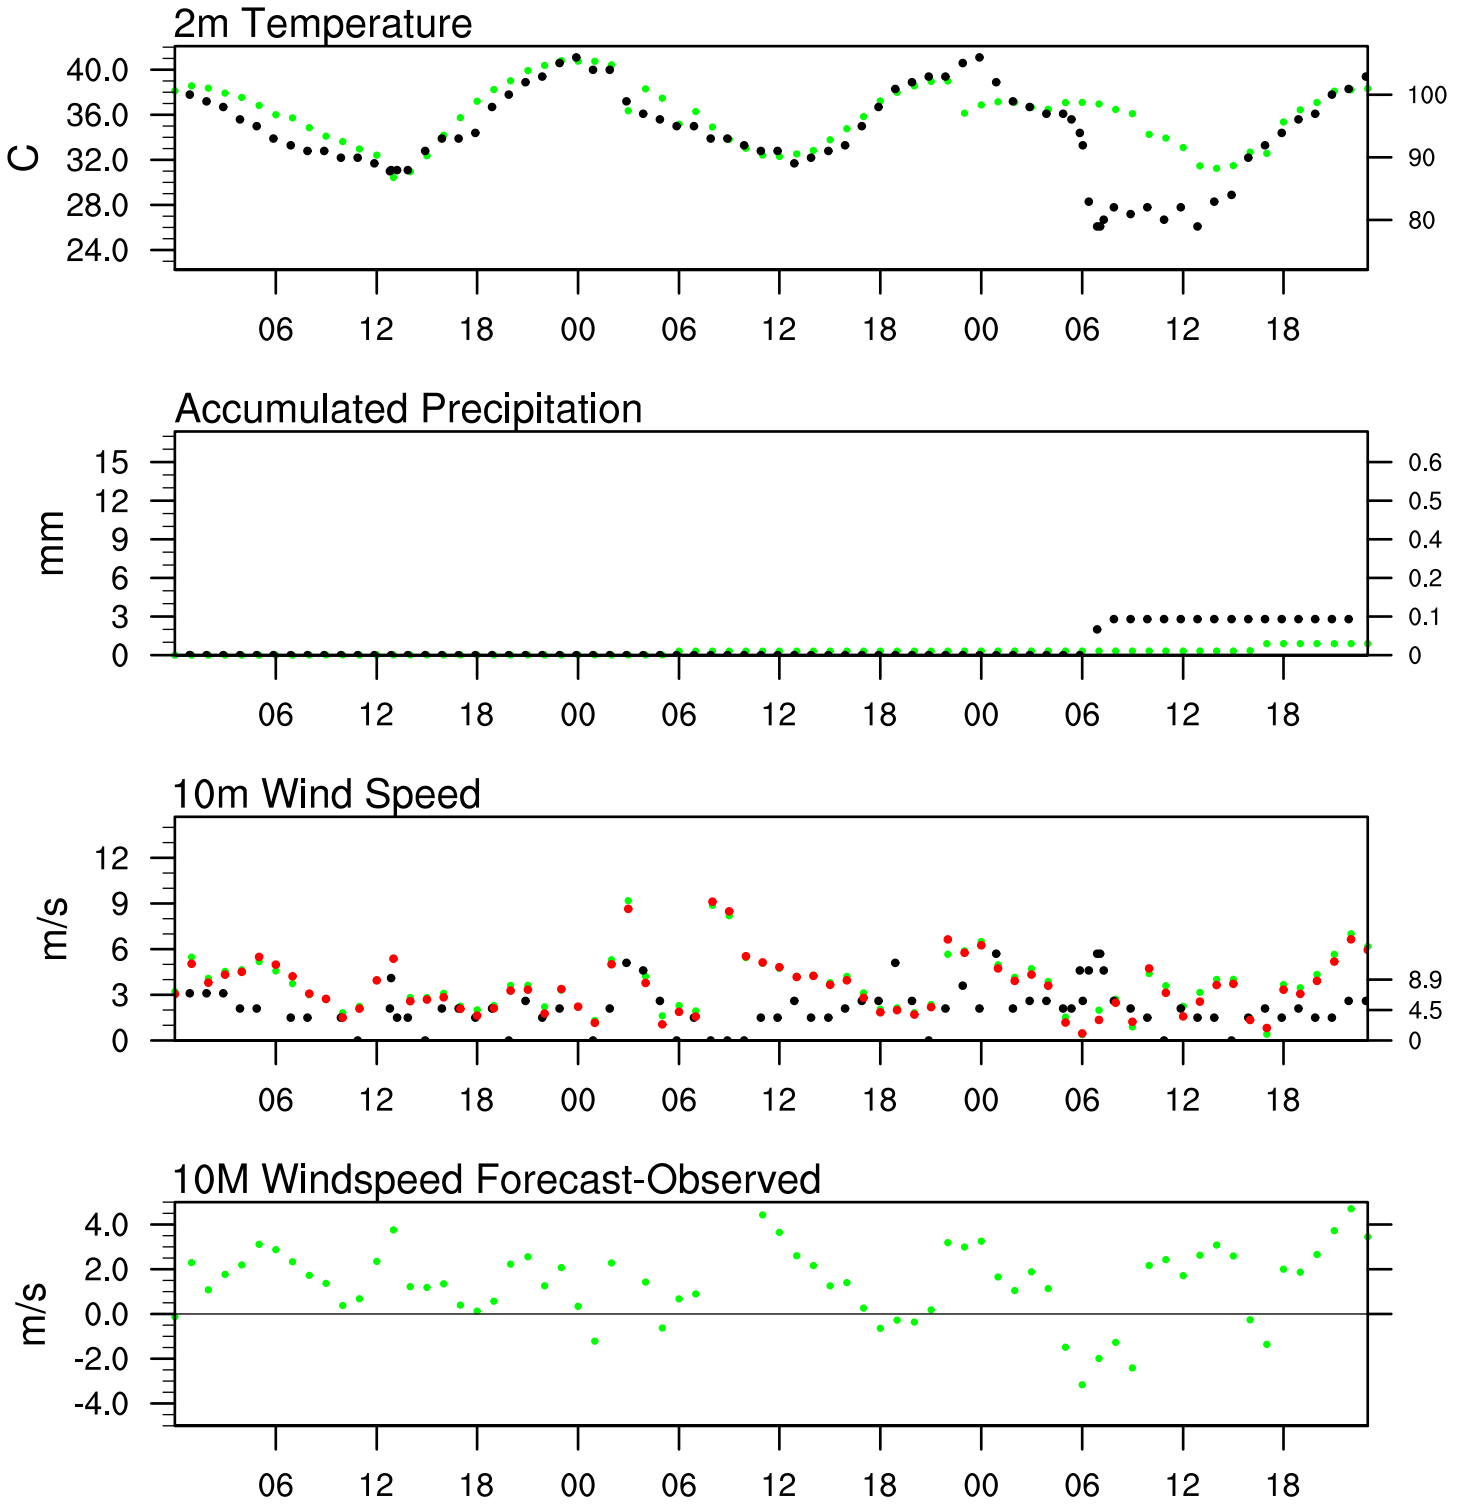 2m Temperature
C
40.0
36.0
32.0
28.0
24.0
100
90
80
06 12 18 00 06 12 18 00 06 12 18
Accumulated Precipitation
mm
15
12
9
6
3
0
0.6
0.5
0.4
0.2
0.1
0
06 12 18 00 06 12 18 00 06 12 18
10m Wind Speed
m/s
12
9
6
3
0
8.9
4.5
0
06 12 18 00 06 12 18 00 06 12 18
10M Windspeed Forecast-Observed
m/s
4.0
2.0
0.0
-2.0
-4.0
06 12 18 00 06 12 18 00 06 12 18